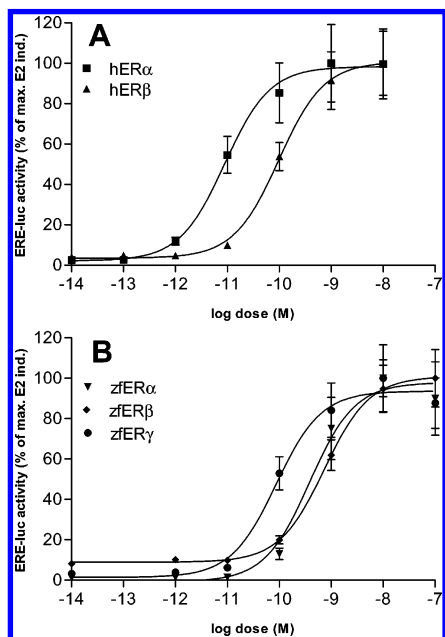 A
120
100
80
60
40
20
0
ERE-luc activity (% of max. E2 ind.)
hERα
hERβ
-14 -13 -12 -11 -10 -9 -8 -7
log dose (M)
B
120
100
80
60
40
20
0
ERE-luc activity (% of max. E2 ind.)
zfERα
zfERβ
zfERγ
-14 -13 -12 -11 -10 -9 -8 -7
log dose (M)